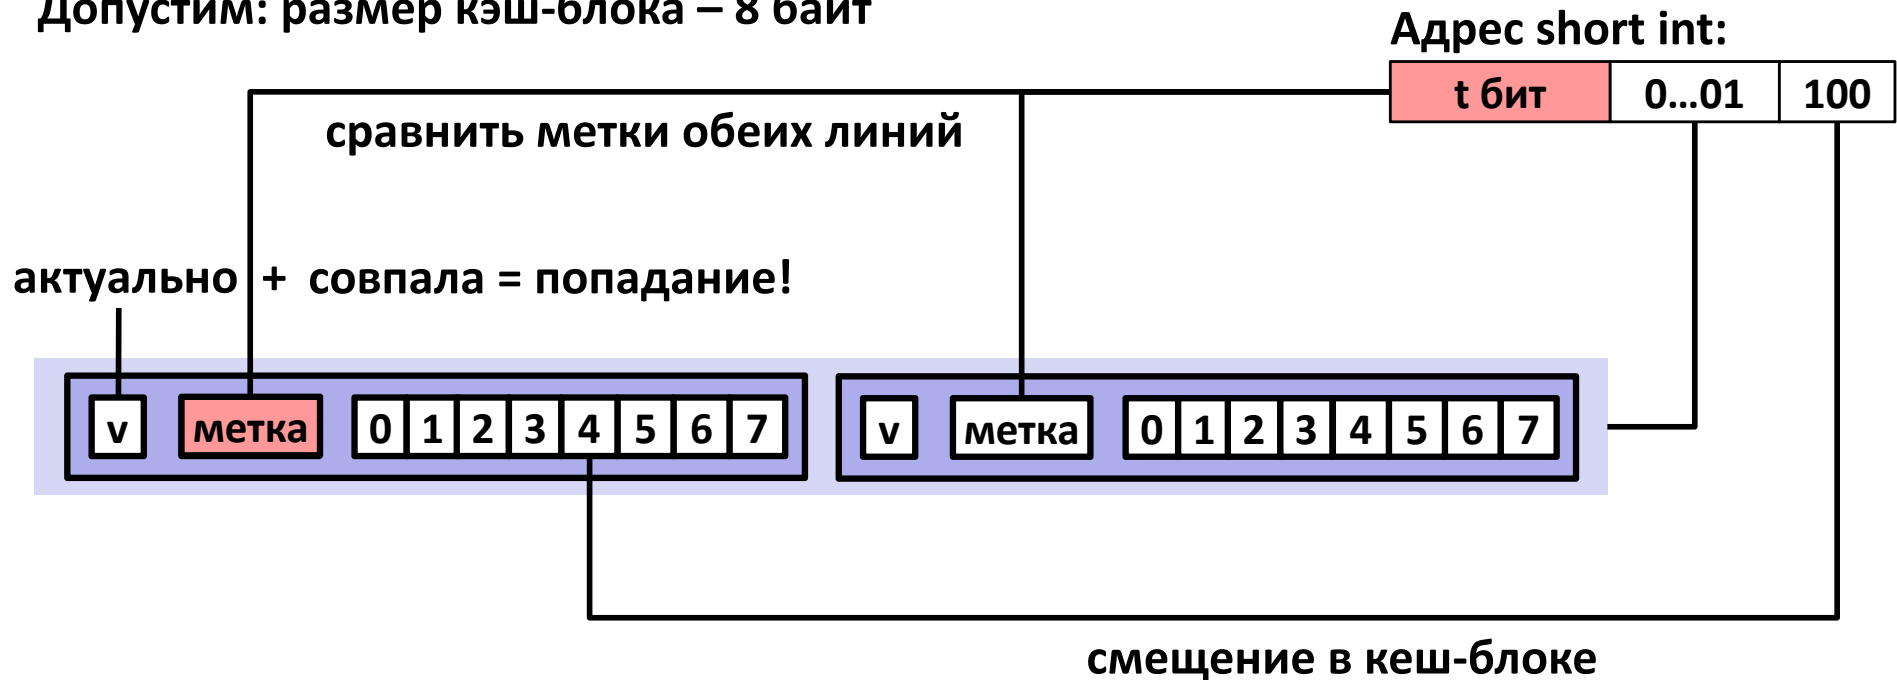 Допустим: размер кэш-блока – 8 байт
Адрес short int:
t бит 0...01 100
сравнить метки обеих линий
актуально + совпала = попадание!
v метка 0 1 2 3 4 5 6 7 v метка 0 1 2 3 4 5 6 7
смещение в кеш-блоке